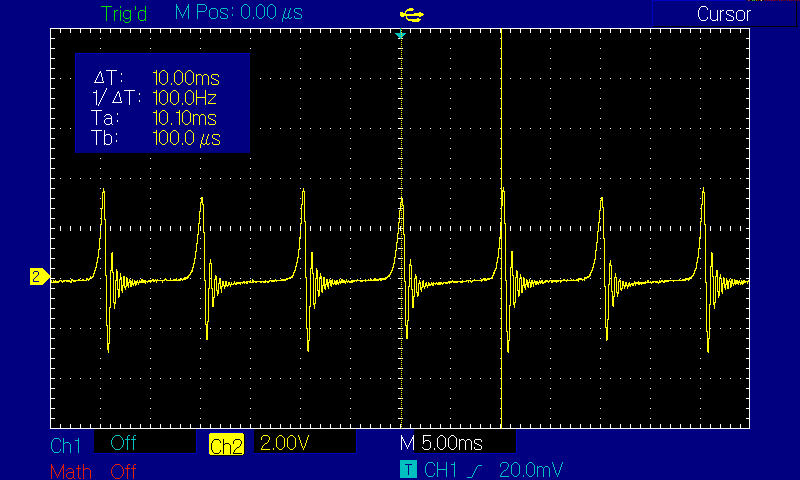 Trig'd M Pos: 0.00 μs Cursor
ΔT: 10.00ms
1/ΔT: 100.0Hz
Ta: 10.10ms
Tb: 100.0 μs
2
Ch1 Off Ch2 2.00V M 5.00ms
Math Off T CH1 20.0mV